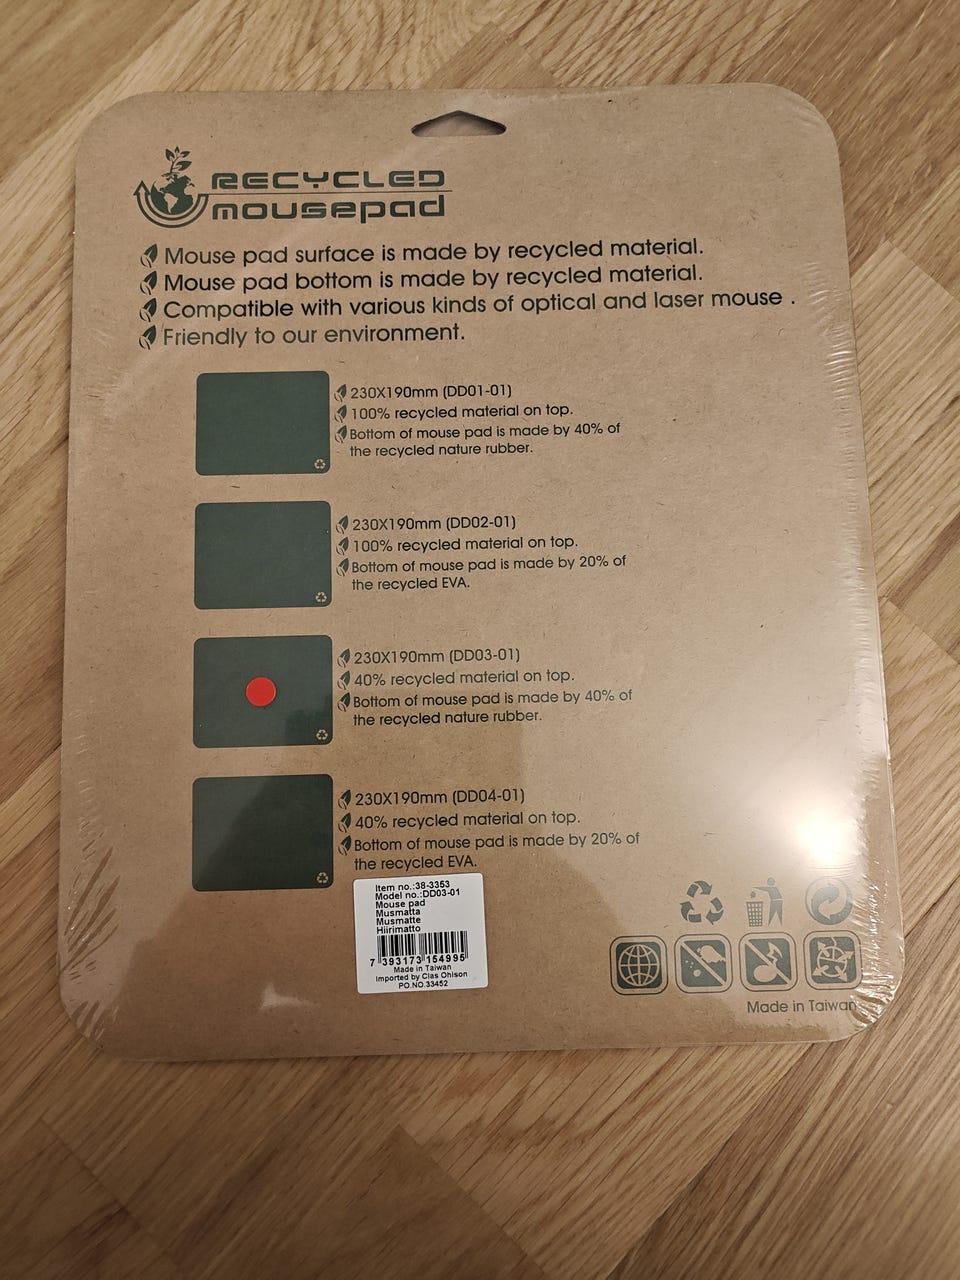 RECYCLED
mousepad
Mouse pad surface is made by recycled material.
Mouse pad bottom is made by recycled material.
Compatible with various kinds of optical and laser mouse .
Friendly to our environment.
230X190mm (DD01-01)
100% recycled material on top.
Bottom of mouse pad is made by 40% of
the recycled nature rubber.
230X190mm (DD02-01)
100% recycled material on top.
Bottom of mouse pad is made by 20% of
the recycled EVA.
230X190mm (DD03-01)
40% recycled material on top.
Bottom of mouse pad is made by 40% of
the recycled nature rubber.
230X190mm (DD04-01)
40% recycled material on top.
Bottom of mouse pad is made by 20% of
the recycled EVA.
Item no.:38-3353
Model no.:DD03-01
Mouse pad
Musmatta
Musmatte
Hiirimatto
7 393173 154995
Made in Taiwan
Imported by Clas Ohlson
PO.NO.33452
Made in Taiwan